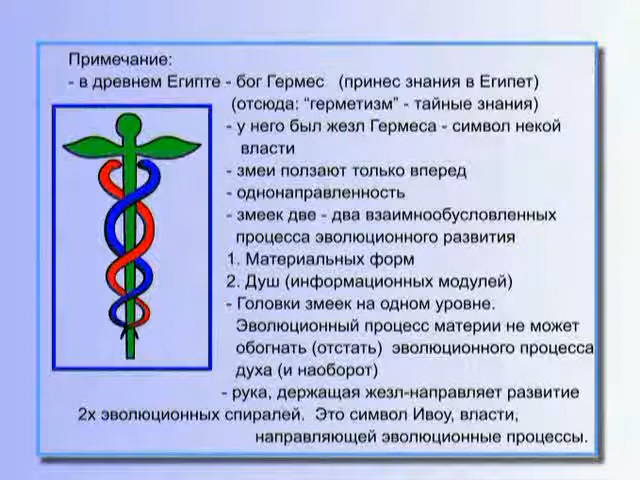 Примечание:
- в древнем Египте - бог Гермес (принес знания в Египет)
(отсюда: “герметизм” - тайные знания)
- у него был жезл Гермеса - символ некой
власти
- змеи ползают только вперед
- однонаправленность
- змеек две - два взаимнообусловленных
процесса эволюционного развития
1. Материальных форм
2. Душ (информационных модулей)
- Головки змеек на одном уровне.
Эволюционный процесс материи не может
обогнать (отстать) эволюционного процесса
духа (и наоборот)
- рука, держащая жезл-направляет развитие
2х эволюционных спиралей. Это символ Ивоу, власти,
направляющей эволюционные процессы.